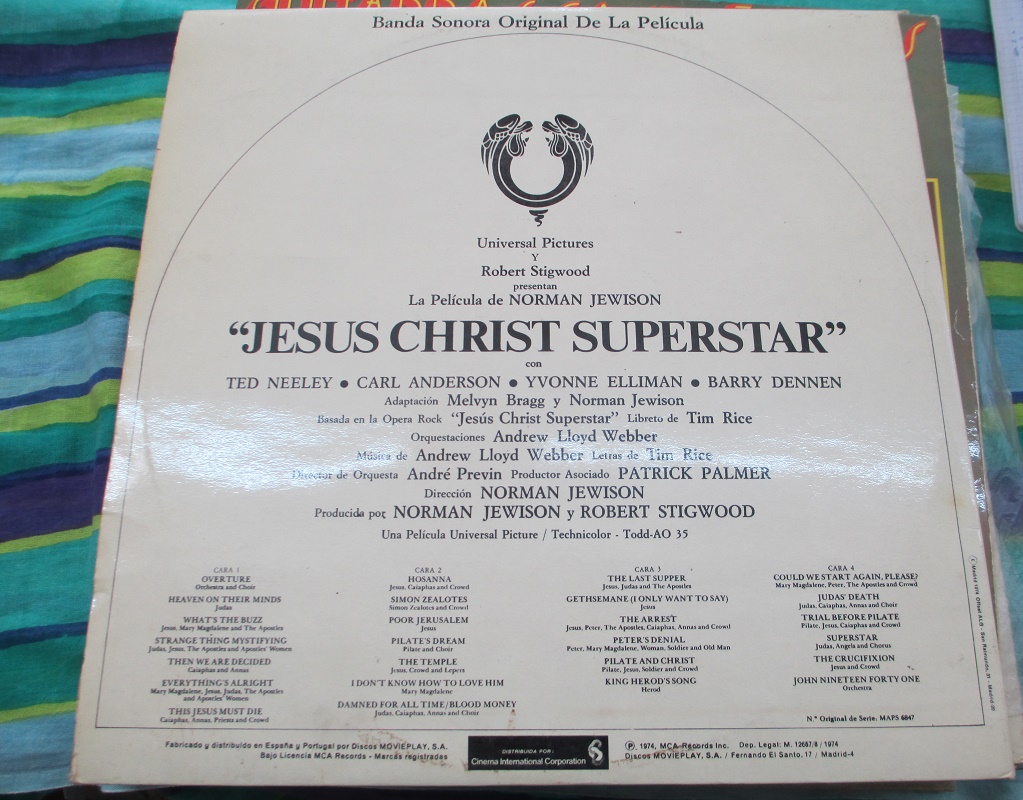 Banda Sonora Original De La Película
Universal Pictures
Y
Robert Stigwood
presentan
La Película de NORMAN JEWISON
“JESUS CHRIST SUPERSTAR”
con
TED NEELEY ● CARL ANDERSON ● YVONNE ELLIMAN ● BARRY DENNEN
Adaptación Melvyn Bragg y Norman Jewison
Basada en la Opera Rock “Jesús Christ Superstar” Libreto de Tim Rice
Orquestaciones Andrew Lloyd Webber
Música de Andrew Lloyd Webber Letras de Tim Rice
Director de Orquesta André Previn Productor Asociado PATRICK PALMER
Dirección NORMAN JEWISON
Producida por NORMAN JEWISON y ROBERT STIGWOOD
Una Película Universal Picture / Technicolor - Todd-AO 35
CARA 1
OVERTURE
Orchestra and Choir
HEAVEN ON THEIR MINDS
Judas
WHAT'S THE BUZZ
Jesus, Mary Magdalene and The Apostles
STRANGE THING MYSTIFYING
Judas, Jesus, The Apostles and Apostles' Women
THEN WE ARE DECIDED
Caiaphas and Annas
EVERYTHING'S ALRIGHT
Mary Magdalene, Jesus, Judas, The Apostles
and Apostles' Women
THIS JESUS MUST DIE
Caiaphas, Annas, Priests and Crowd
CARA 2
HOSANNA
Jesus, Caiaphas and Crowd
SIMON ZEALOTES
Simon Zealotes and Crowd
POOR JERUSALEM
Jesus
PILATE'S DREAM
Pilate and Choir
THE TEMPLE
Jesus, Crowd and Lepers
I DON'T KNOW HOW TO LOVE HIM
Mary Magdalene
DAMNED FOR ALL TIME/BLOOD MONEY
Judas, Caiaphas, Annas and Choir
CARA 3
THE LAST SUPPER
Jesus, Judas and The Apostles
GETHSEMANE (I ONLY WANT TO SAY)
Jesus
THE ARREST
Jesus, Peter, The Apostles, Caiaphas, Annas and Crowd
PETER'S DENIAL
Peter, Mary Magdalene, Woman, Soldier and Old Man
PILATE AND CHRIST
Pilate, Jesus, Soldier and Crowd
KING HEROD'S SONG
Herod
CARA 4
COULD WE START AGAIN, PLEASE?
Mary Magdalene, Peter, The Apostles and Crowd
JUDAS' DEATH
Judas, Caiaphas, Annas and Choir
TRIAL BEFORE PILATE
Pilate, Jesus, Caiaphas and Crowd
SUPERSTAR
Judas, Angels and Chorus
THE CRUCIFIXION
Jesus and Crowd
JOHN NINETEEN FORTY ONE
Orchestra
N.º Original de Serie. MAPS 6847
Fabricado y distribuido en España y Portugal por Discos MOVIEPLAY, S.A.
Bajo Licencia MCA Records - Marcas registradas
DISTRIBUIDA POR:
Cinema International Corporation
Ⓟ. 1974, MCA Records Inc. Dep. Legal: M. 12687/8 / 1974
Discos MOVIEPLAY, S.A. / Fernando El Santo, 17 / Madrid-4